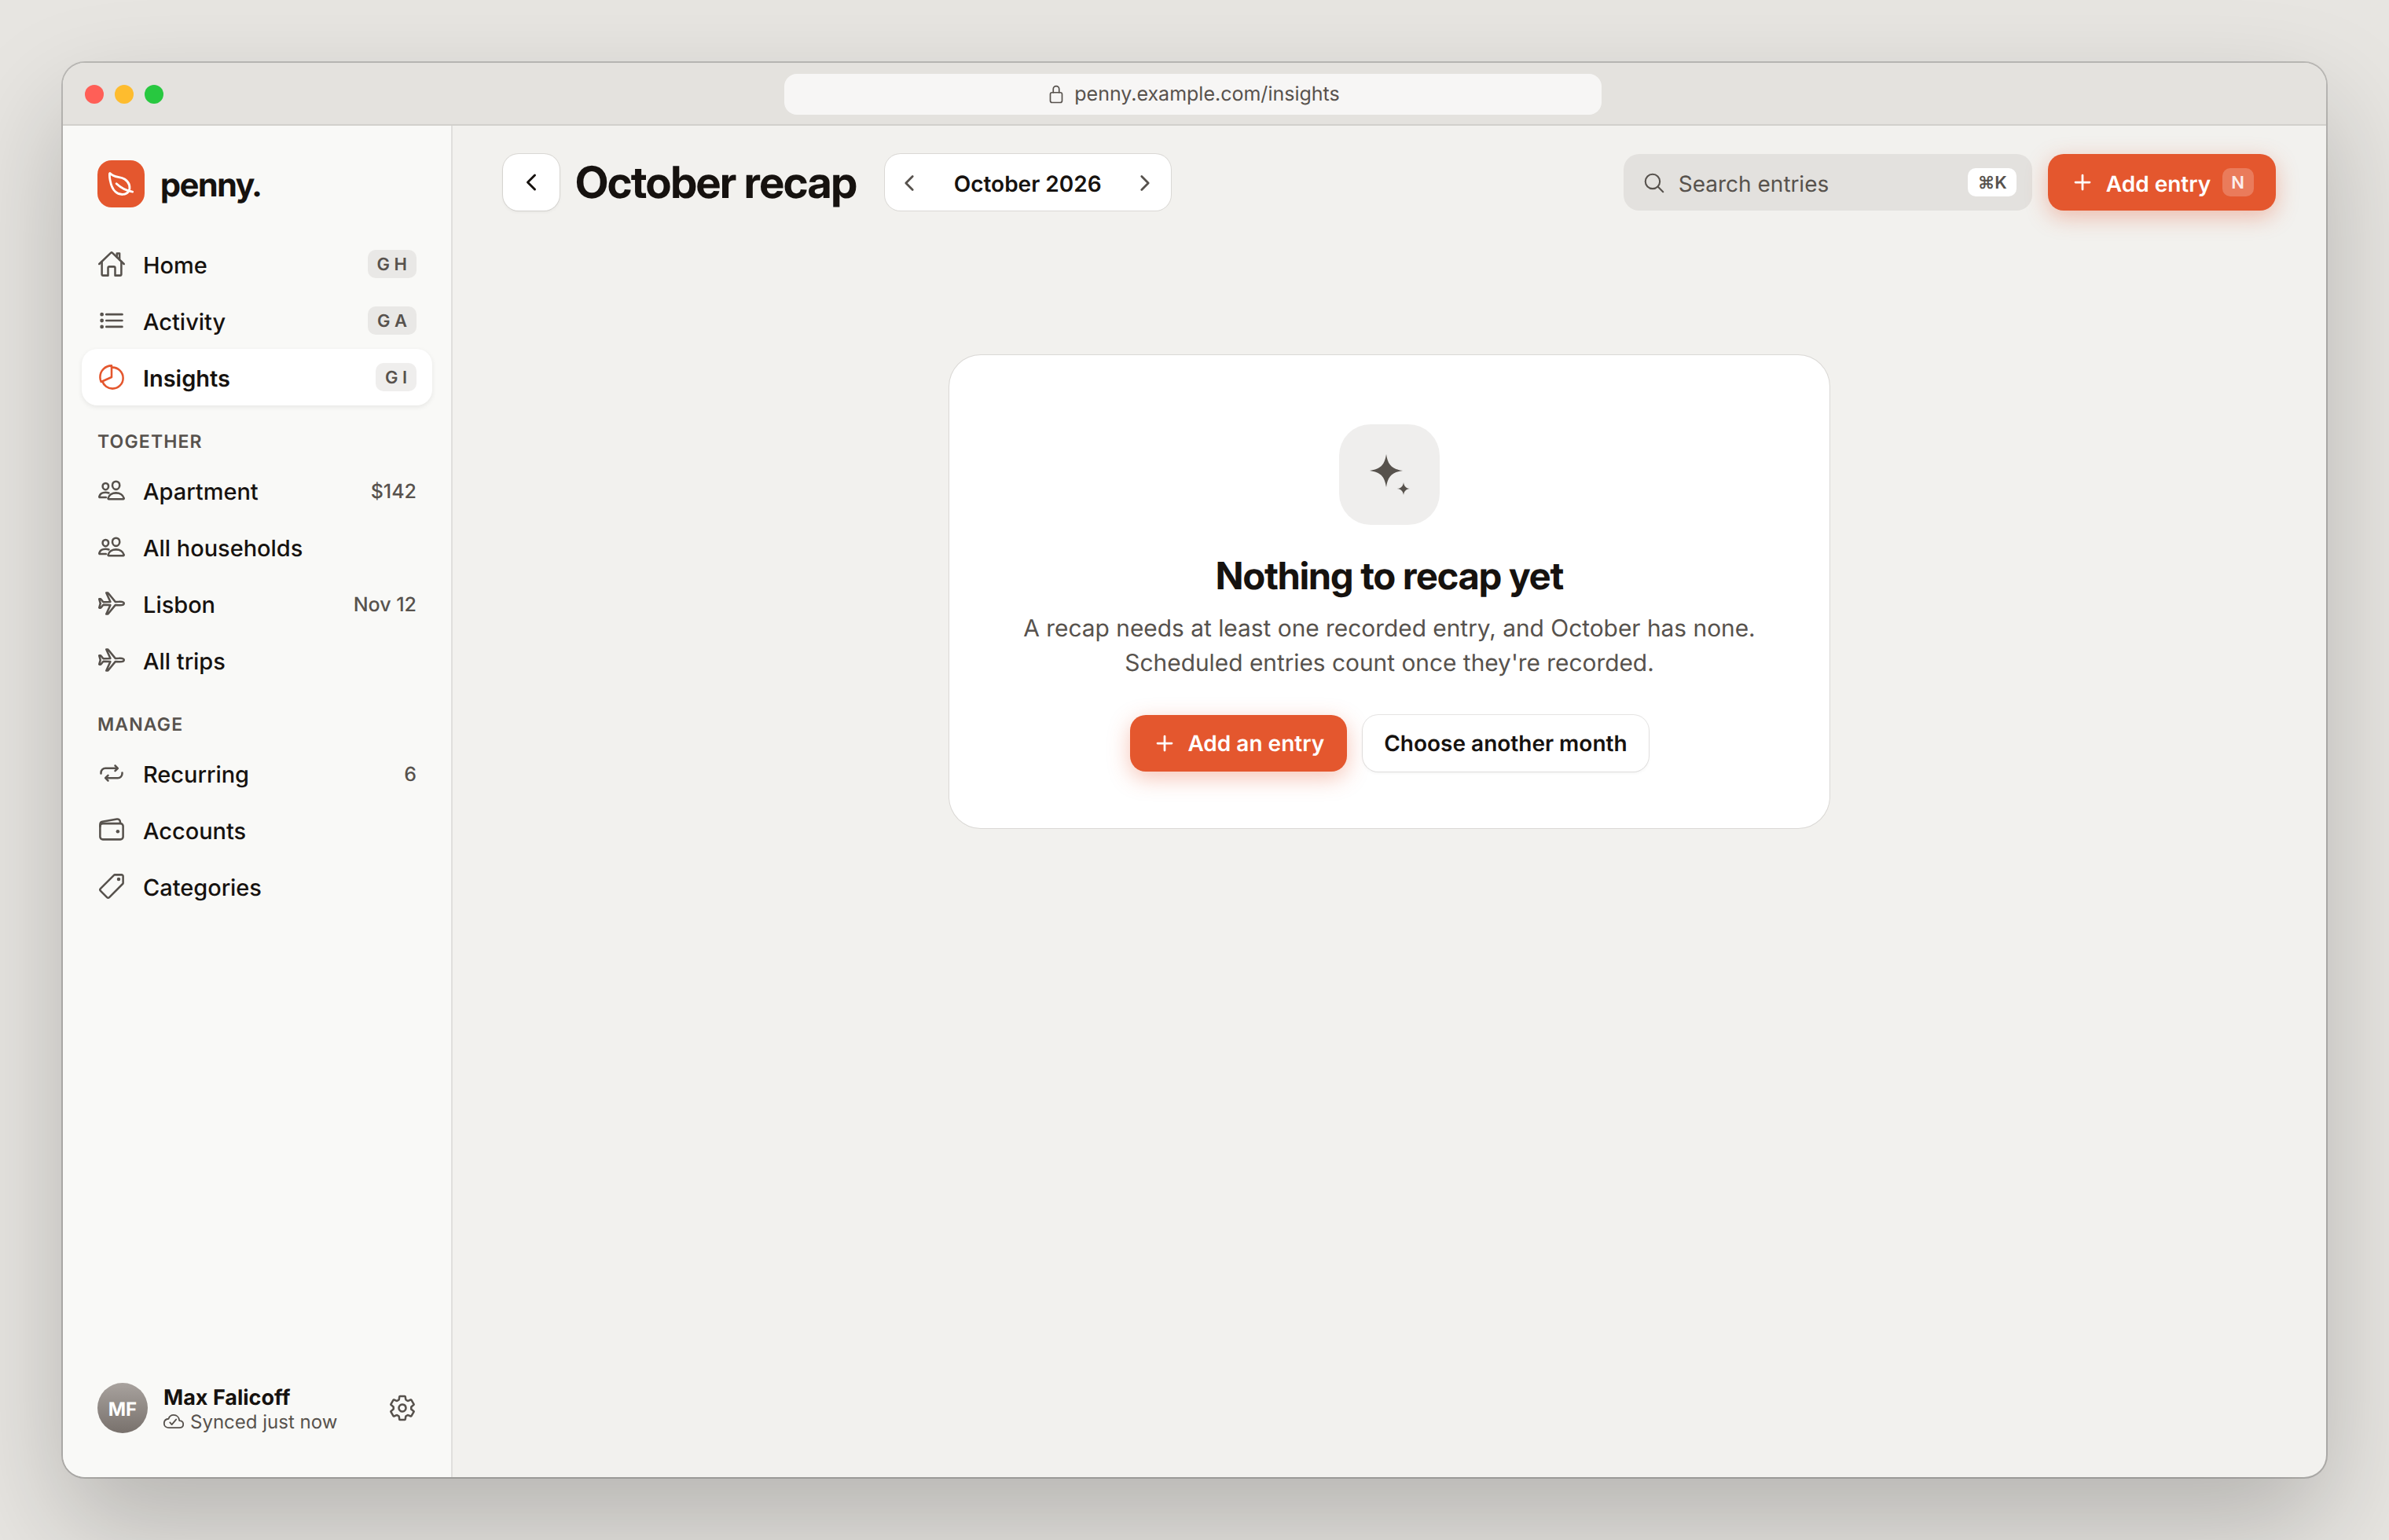 penny.example.com/insights
penny.
Home G H
Activity G A
Insights G I
TOGETHER
Apartment $142
All households
Lisbon Nov 12
All trips
MANAGE
Recurring 6
Accounts
Categories
MF
Max Falicoff
Synced just now
October recap
October 2026
Search entries ⌘K
Add entry N
Nothing to recap yet
A recap needs at least one recorded entry, and October has none.
Scheduled entries count once they're recorded.
Add an entry
Choose another month